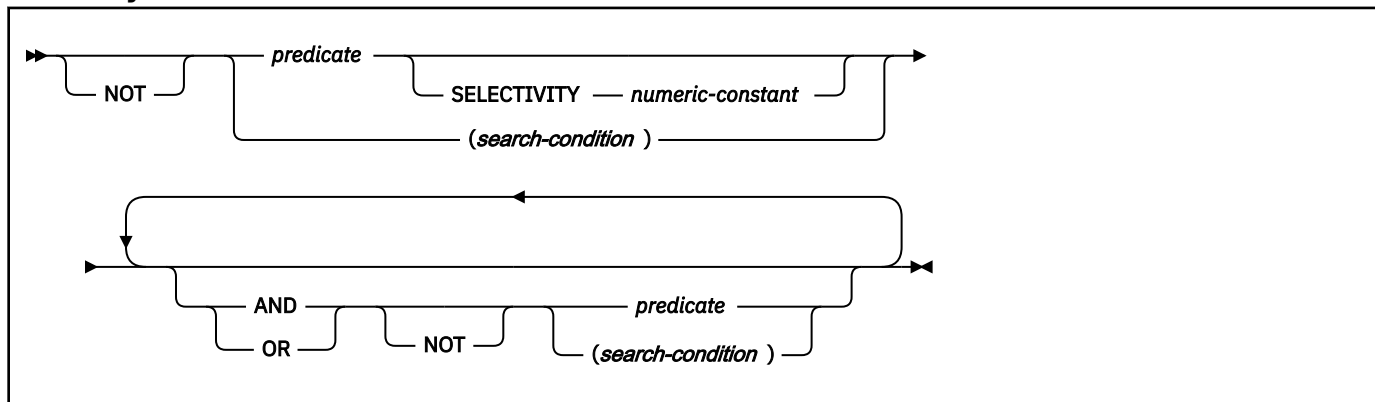 predicate
NOT
SELECTIVITY numeric-constant
(search-condition )
AND predicate
OR NOT (search-condition )